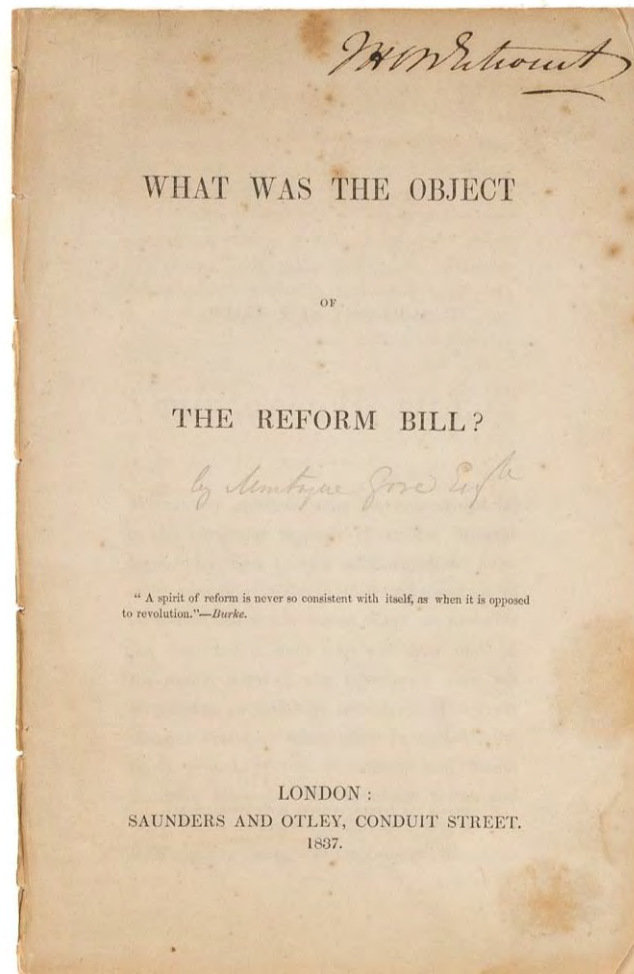 WHAT WAS THE OBJECT
OF
THE REFORM BILL?
by Montague Gore Esq
“ A spirit of reform is never so consistent with itself, as when it is opposed
to revolution.”—Burke.
LONDON :
SAUNDERS AND OTLEY, CONDUIT STREET.
1837.